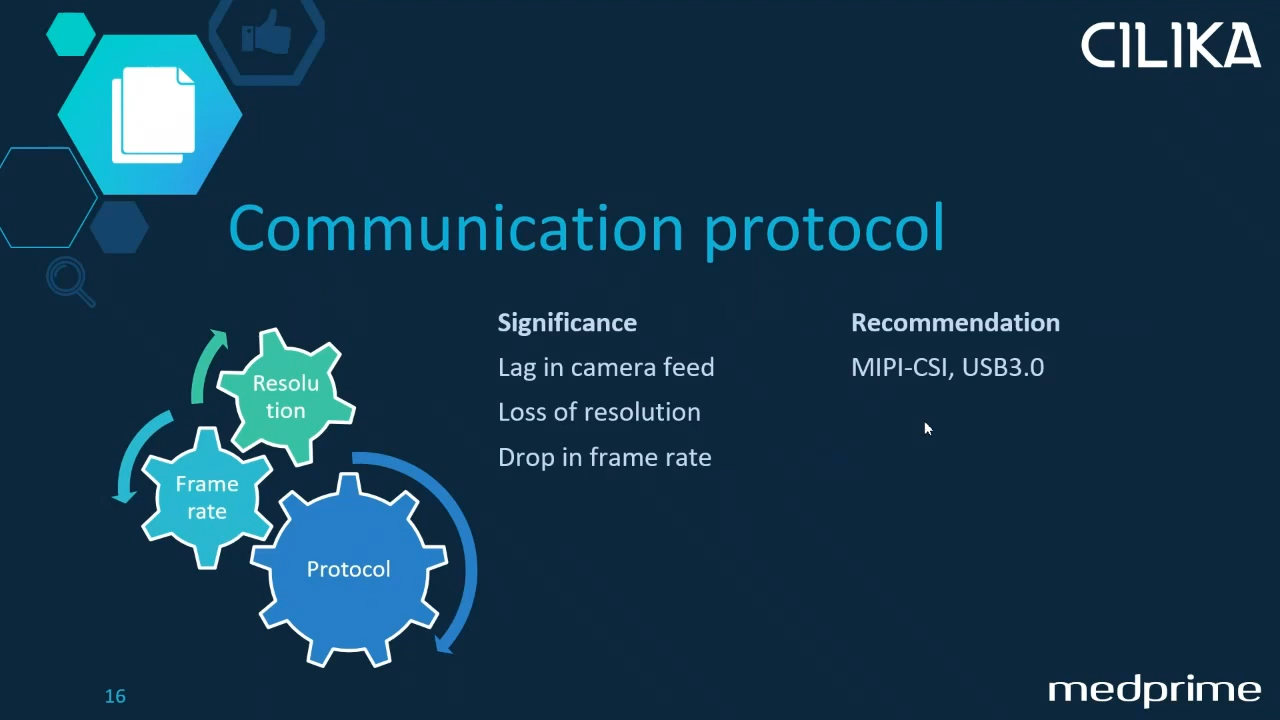 CILIKA
Communication protocol
Significance
Lag in camera feed
Loss of resolution
Drop in frame rate
Recommendation
MIPI-CSI, USB3.0
Resolu
tion
Frame
rate
Protocol
16
medprime